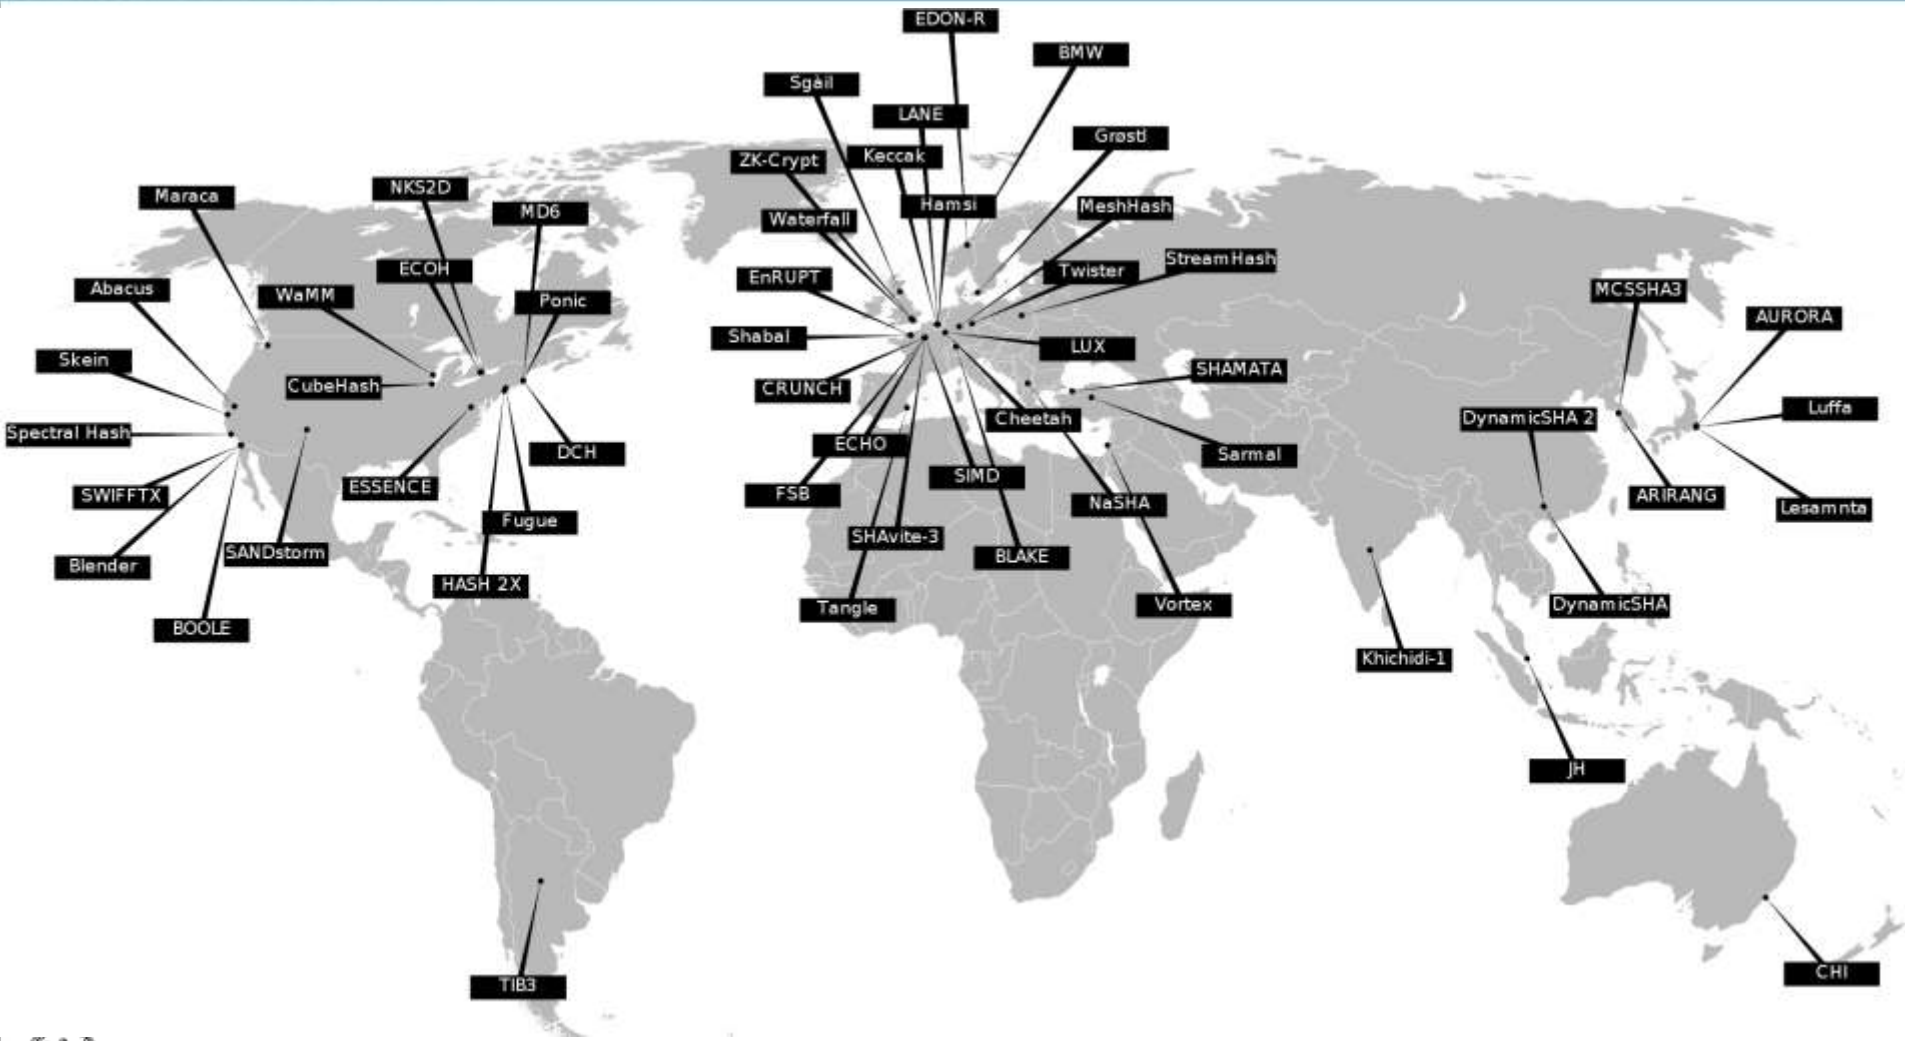 EDON-R
BMW
Sgàil
LANE
Grøstl
ZK-Crypt
Keccak
Maraca
NKS2D
MD6
Hamsi
MeshHash
Waterfall
ECOH
Twister
StreamHash
Abacus
WaMM
Ponic
EnRUPT
MCSSHA3
AURORA
Shabal
LUX
Skein
CubeHash
CRUNCH
SHAMATA
Luffa
Spectral Hash
DCH
ECHO
Cheetah
DynamicSHA 2
Sarmal
SWIFFTX
ESSENCE
FSB
SIMD
NaSHA
ARIRANG
Lesamnta
Fugue
SHAvite-3
BLAKE
Blender
SANDstorm
HASH 2X
Tangle
Vortex
DynamicSHA
BOOLE
Khichidi-1
JH
TIB3
CHI